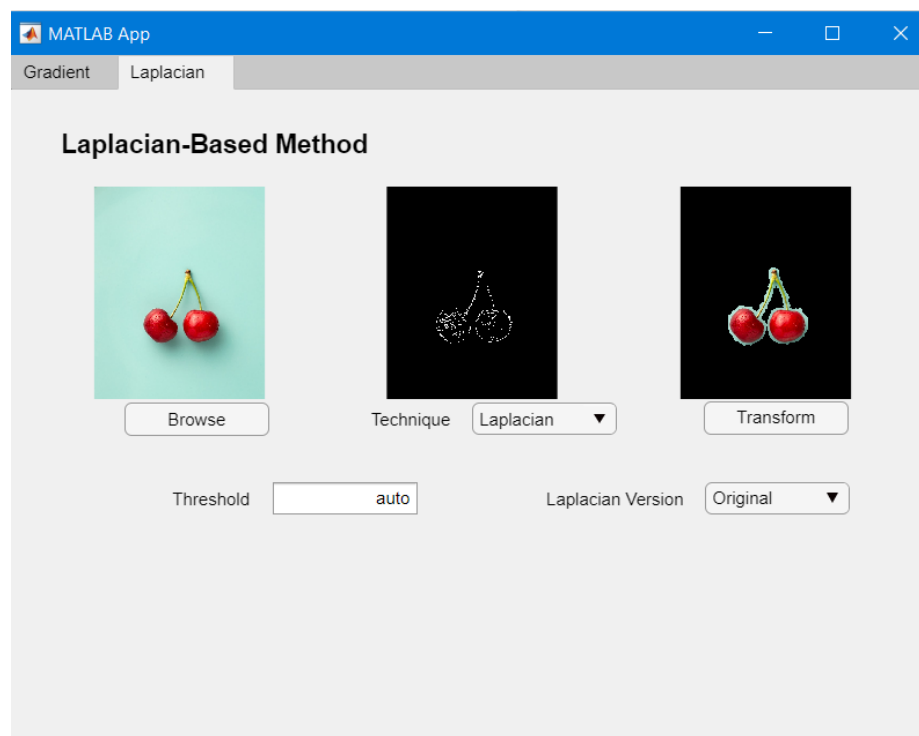 MATLAB App
Gradient Laplacian
Laplacian-Based Method
Browse Technique Laplacian Transform
Threshold auto Laplacian Version Original